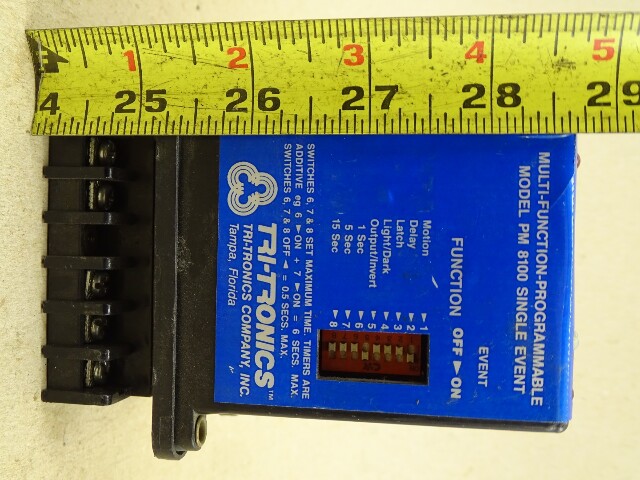 1 2 3 4 5
4 25 26 27 28 29
MULTI-FUNCTION-PROGRAMMABLE
MODEL PM 8100 SINGLE EVENT
EVENT
FUNCTION OFF ▶ ON
Motion ▶ 1
Delay ▶ 2
Latch ▶ 3
Light/Dark ▶ 4
Output/Invert ▶ 5
1 Sec ▶ 6
5 Sec ▶ 7
15 Sec ▶ 8
SWITCHES 6, 7 & 8 SET MAXIMUM TIME. TIMERS ARE
ADDITIVE eg 6 ▶ ON + 7 ▶ ON = 6 SECS. MAX.
SWITCHES 6, 7 & 8 OFF ◀ = 0.5 SECS. MAX.
TRI-TRONICS™
TRI-TRONICS COMPANY, INC.
Tampa, Florida